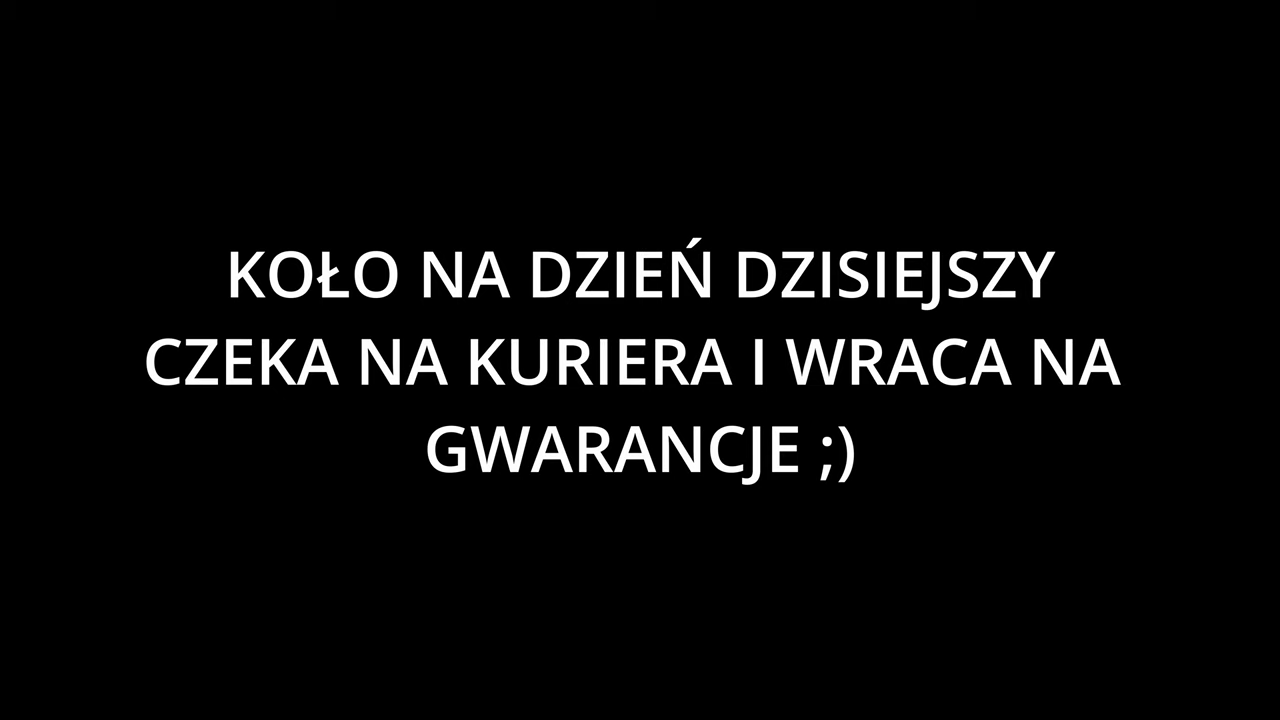 KOŁO NA DZIEŃ DZISIEJSZY
CZEKA NA KURIERA I WRACA NA
GWARANCJE ;)